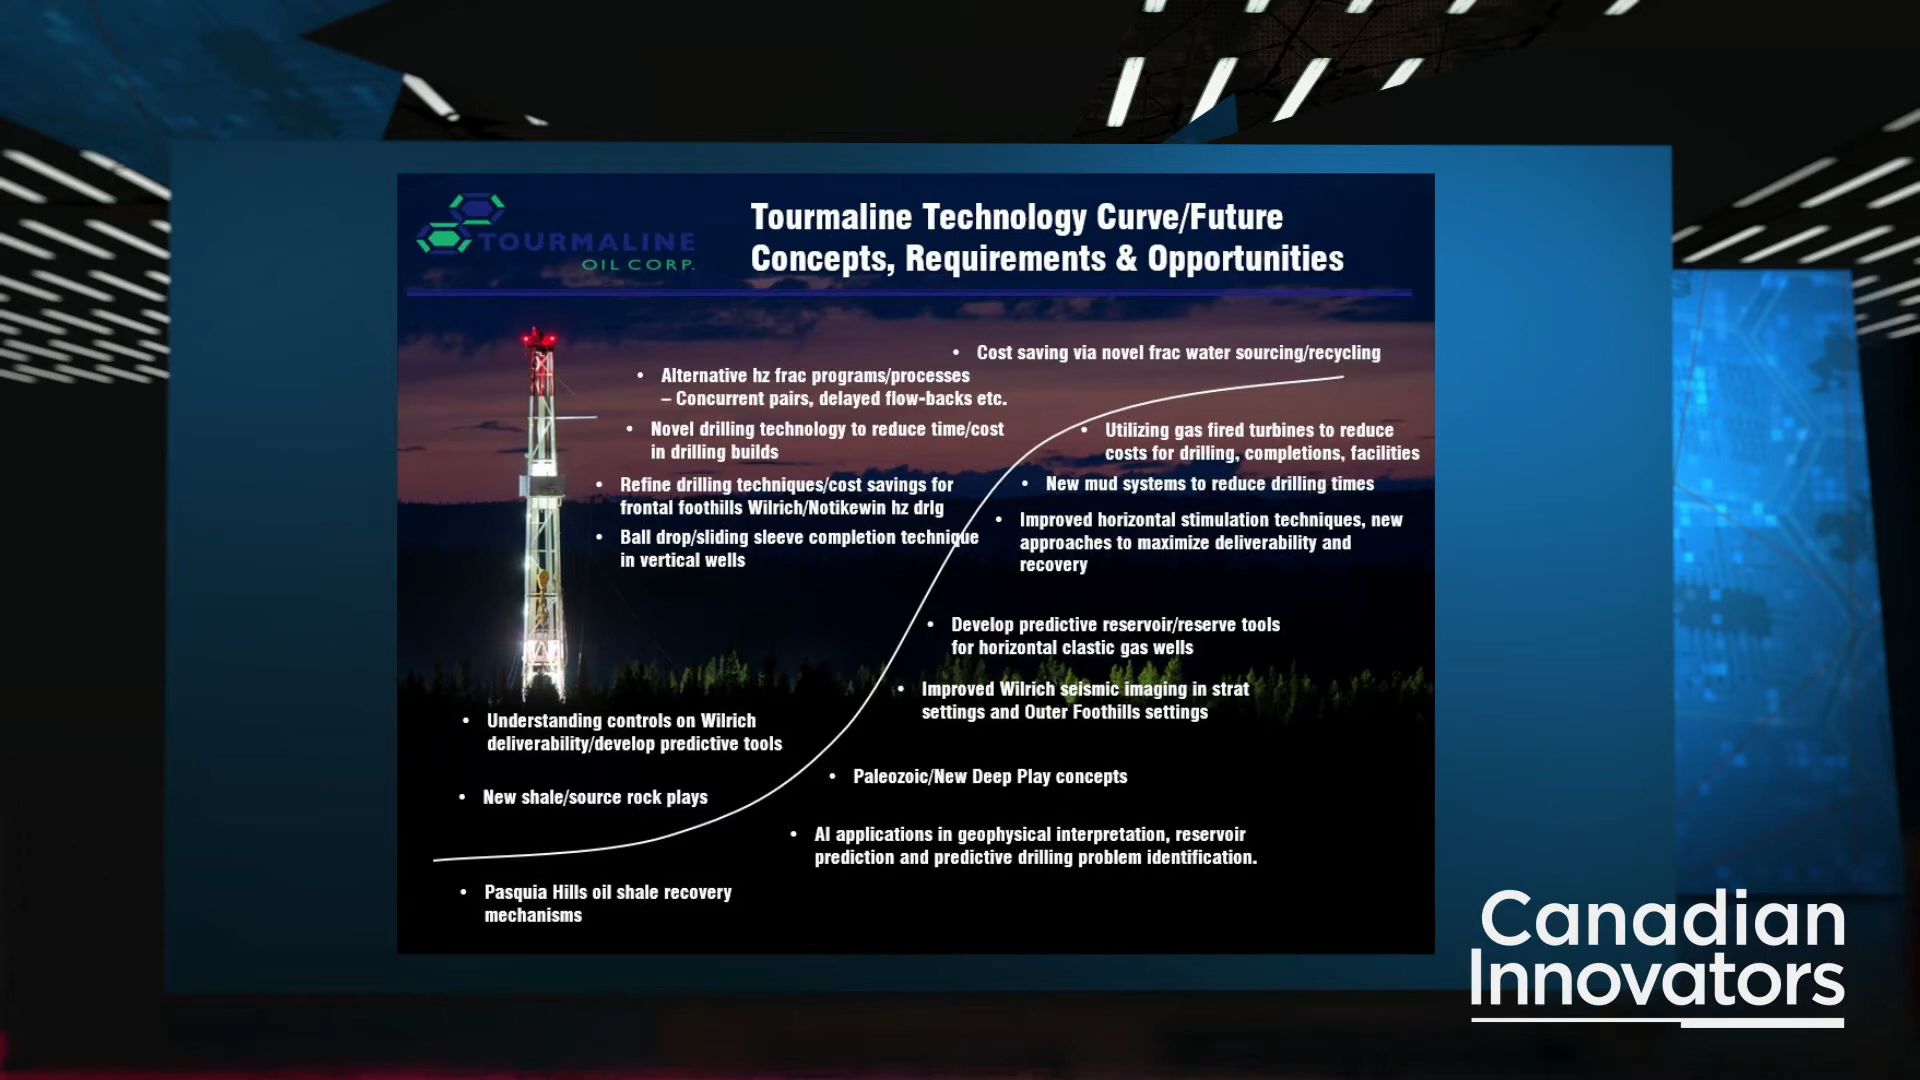 TOURMALINE
OIL CORP.
Tourmaline Technology Curve/Future
Concepts, Requirements & Opportunities
• Cost saving via novel frac water sourcing/recycling
• Alternative hz frac programs/processes
– Concurrent pairs, delayed flow-backs etc.
• Novel drilling technology to reduce time/cost
in drilling builds
• Utilizing gas fired turbines to reduce
costs for drilling, completions, facilities
• Refine drilling techniques/cost savings for
frontal foothills Wilrich/Notikewin hz drlg
• New mud systems to reduce drilling times
• Ball drop/sliding sleeve completion technique
in vertical wells
• Improved horizontal stimulation techniques, new
approaches to maximize deliverability and
recovery
• Develop predictive reservoir/reserve tools
for horizontal clastic gas wells
• Improved Wilrich seismic imaging in strat
settings and Outer Foothills settings
• Understanding controls on Wilrich
deliverability/develop predictive tools
• Paleozoic/New Deep Play concepts
• New shale/source rock plays
• AI applications in geophysical interpretation, reservoir
prediction and predictive drilling problem identification.
• Pasquia Hills oil shale recovery
mechanisms
Canadian
Innovators